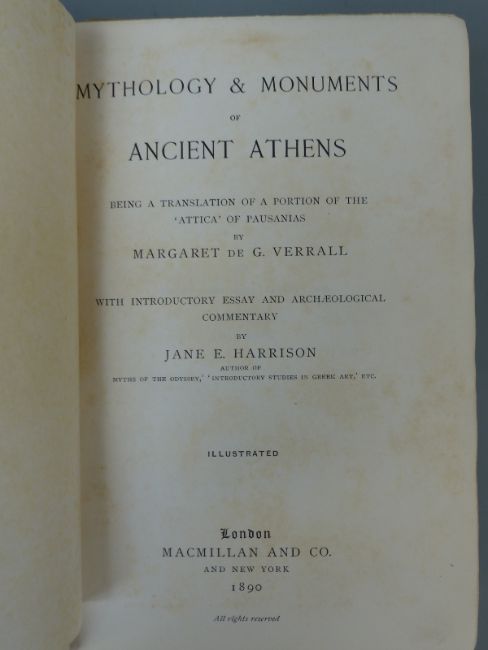 MYTHOLOGY & MONUMENTS
OF
ANCIENT ATHENS
BEING A TRANSLATION OF A PORTION OF THE
‘ATTICA’ OF PAUSANIAS
BY
MARGARET DE G. VERRALL
WITH INTRODUCTORY ESSAY AND ARCHÆOLOGICAL
COMMENTARY
BY
JANE E. HARRISON
AUTHOR OF
MYTHS OF THE ODYSSEY,’ ‘INTRODUCTORY STUDIES IN GREEK ART,’ ETC.
ILLUSTRATED
London
MACMILLAN AND CO.
AND NEW YORK
1890
All rights reserved